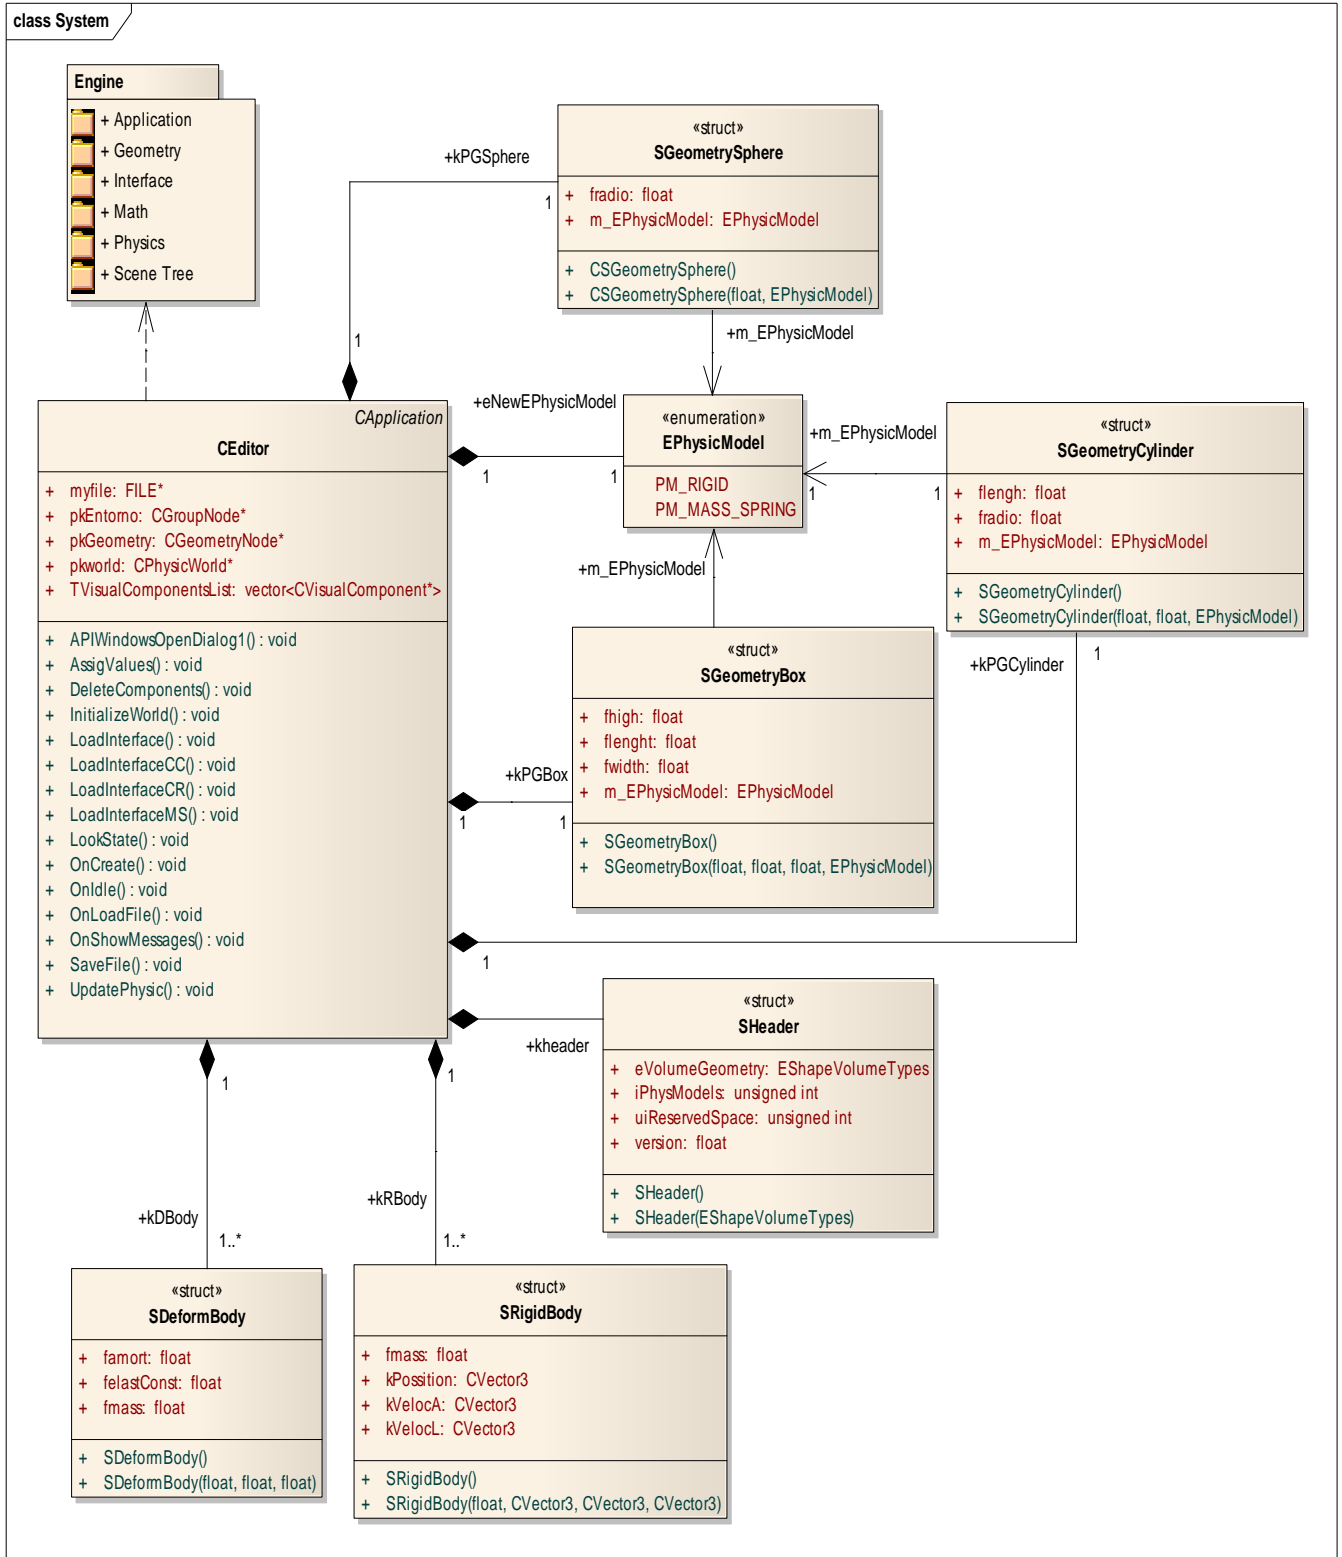 class System
Engine
+ Application
+ Geometry
+ Interface
+ Math
+ Physics
+ Scene Tree
«struct»
SGeometrySphere
+ fradio: float
+ m_EPhysicModel: EPhysicModel
+ CSGeometrySphere()
+ CSGeometrySphere(float, EPhysicModel)
+kPGSphere
1
1
+m_EPhysicModel
CApplication
CEditor
+ myfile: FILE*
+ pkEntorno: CGroupNode*
+ pkGeometry: CGeometryNode*
+ pkworld: CPhysicWorld*
+ TVisualComponentsList: vector<CVisualComponent*>
+ APIWindowsOpenDialog1() : void
+ AssigValues() : void
+ DeleteComponents() : void
+ InitializeWorld() : void
+ LoadInterface() : void
+ LoadInterfaceCC() : void
+ LoadInterfaceCR() : void
+ LoadInterfaceMS() : void
+ LookState() : void
+ OnCreate() : void
+ OnIdle() : void
+ OnLoadFile() : void
+ OnShowMessages() : void
+ SaveFile() : void
+ UpdatePhysic() : void
+eNewEPhysicModel
1
1
«enumeration»
EPhysicModel
PM_RIGID
PM_MASS_SPRING
+m_EPhysicModel
1
1
«struct»
SGeometryCylinder
+ flengh: float
+ fradio: float
+ m_EPhysicModel: EPhysicModel
+ SGeometryCylinder()
+ SGeometryCylinder(float, float, EPhysicModel)
+m_EPhysicModel
+kPGCylinder
1
1
«struct»
SGeometryBox
+ fhigh: float
+ flenght: float
+ fwidth: float
+ m_EPhysicModel: EPhysicModel
+ SGeometryBox()
+ SGeometryBox(float, float, float, EPhysicModel)
+kPGBox
1
1
+kheader
«struct»
SHeader
+ eVolumeGeometry: EShapeVolumeTypes
+ iPhysModels: unsigned int
+ uiReservedSpace: unsigned int
+ version: float
+ SHeader()
+ SHeader(EShapeVolumeTypes)
1
+kDBody
1..*
1
+kRBody
1..*
«struct»
SDeformBody
+ famort: float
+ felastConst: float
+ fmass: float
+ SDeformBody()
+ SDeformBody(float, float, float)
«struct»
SRigidBody
+ fmass: float
+ kPossition: CVector3
+ kVelocA: CVector3
+ kVelocL: CVector3
+ SRigidBody()
+ SRigidBody(float, CVector3, CVector3, CVector3)